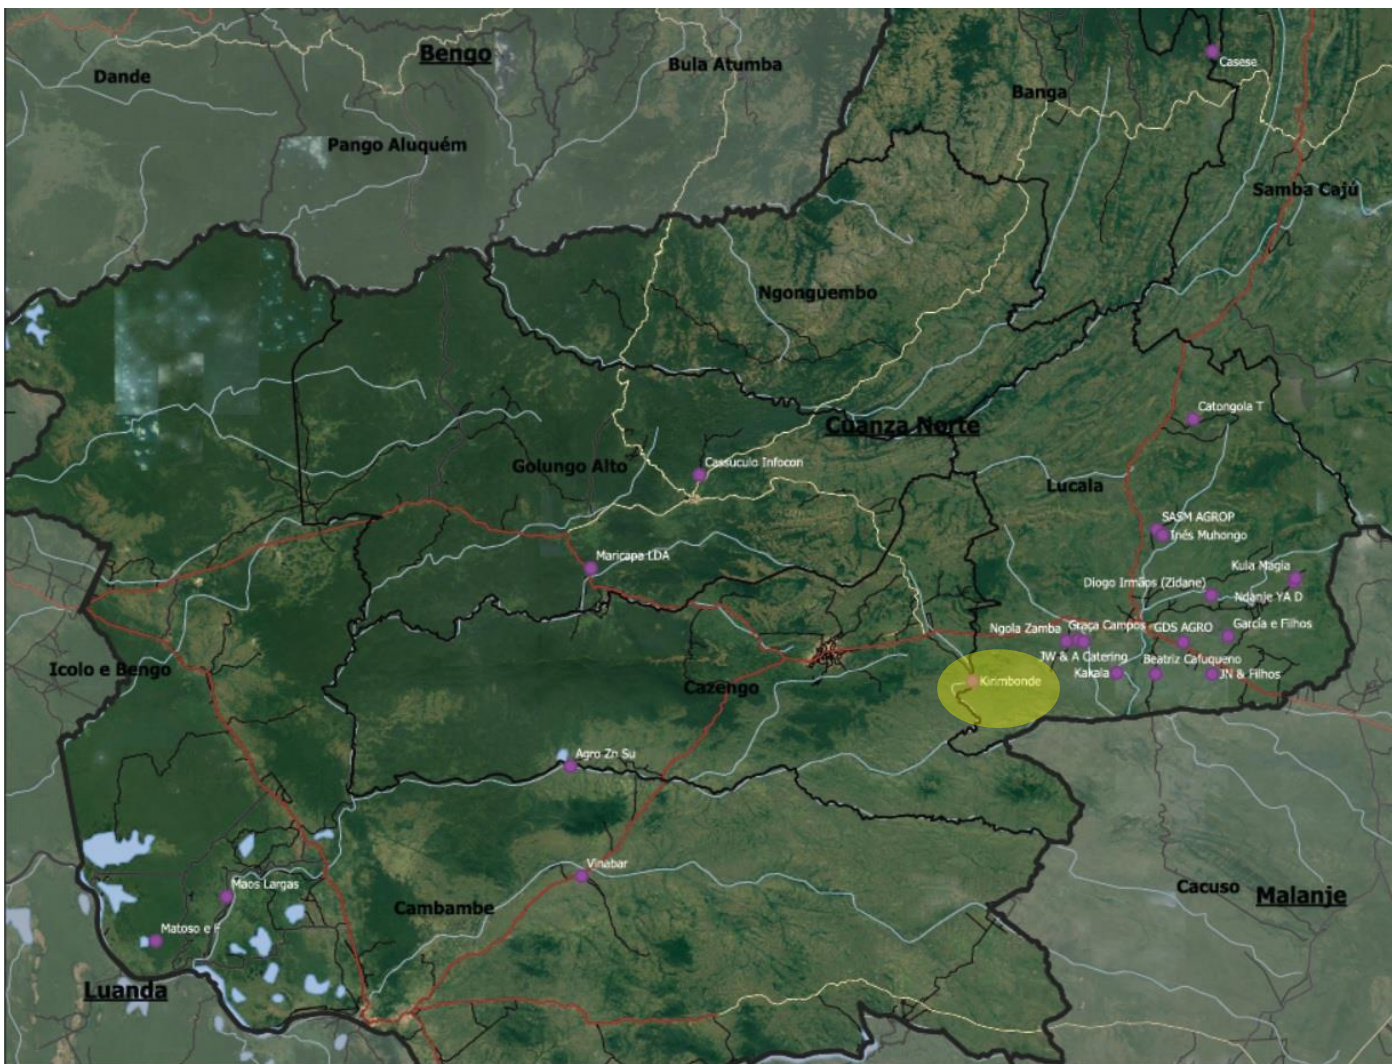 Bengo
Dande
Bula Atumba
Casese
Banga
Pango Aluquém
Samba Cajú
Ngonguembo
Catongola T
Cuanza Norte
Golungo Alto
Cassuculo Infocon
Lucala
SASM AGROP
Inês Muhongo
Maricapa LDA
Kula Magia
Diogo Irmãos (Zidane)
Ndanje YA D
Ngola Zamba
Graça Campos
GDS AGRO
García e Filhos
JW & A Catering
Beatriz Cafuqueno
Icolo e Bengo
Kakala
JN & Filhos
Kirimbonde
Cazengo
Agro Zn Su
Vinabar
Maos Largas
Cacuso
Malanje
Cambambe
Matoso e F
Luanda